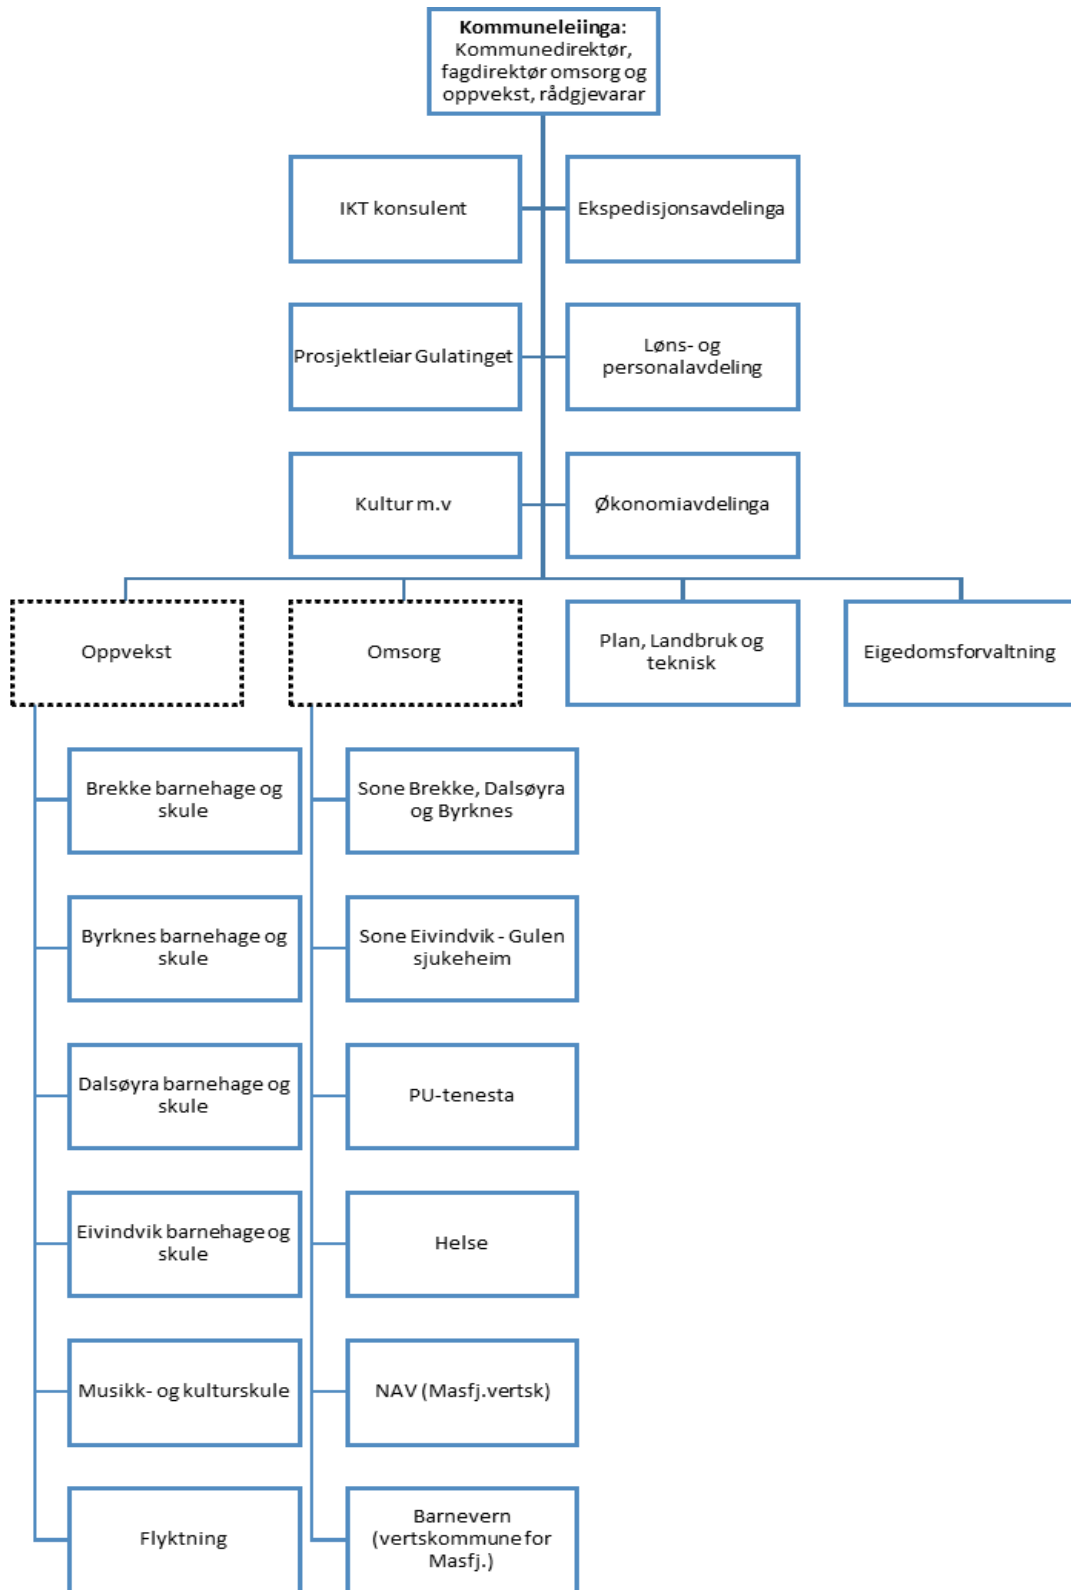 Kommuneleiinga:
Kommunedirektør,
fagdirektør omsorg og
oppvekst, rådgjevarar
IKT konsulent
Ekspedisjonsavdelinga
Prosjektleiar Gulatinget
Løns- og
personalavdeling
Kultur m.v
Økonomiavdelinga
Oppvekst
Omsorg
Plan, Landbruk og
teknisk
Eigedomsforvaltning
Brekke barnehage og
skule
Sone Brekke, Dalsøyra
og Byrknes
Byrknes barnehage og
skule
Sone Eivindvik - Gulen
sjukeheim
Dalsøyra barnehage og
skule
PU-tenesta
Eivindvik barnehage og
skule
Helse
Musikk- og kulturskule
NAV (Masfj.vertsk)
Flyktning
Barnevern
(vertskommune for
Masfj.)